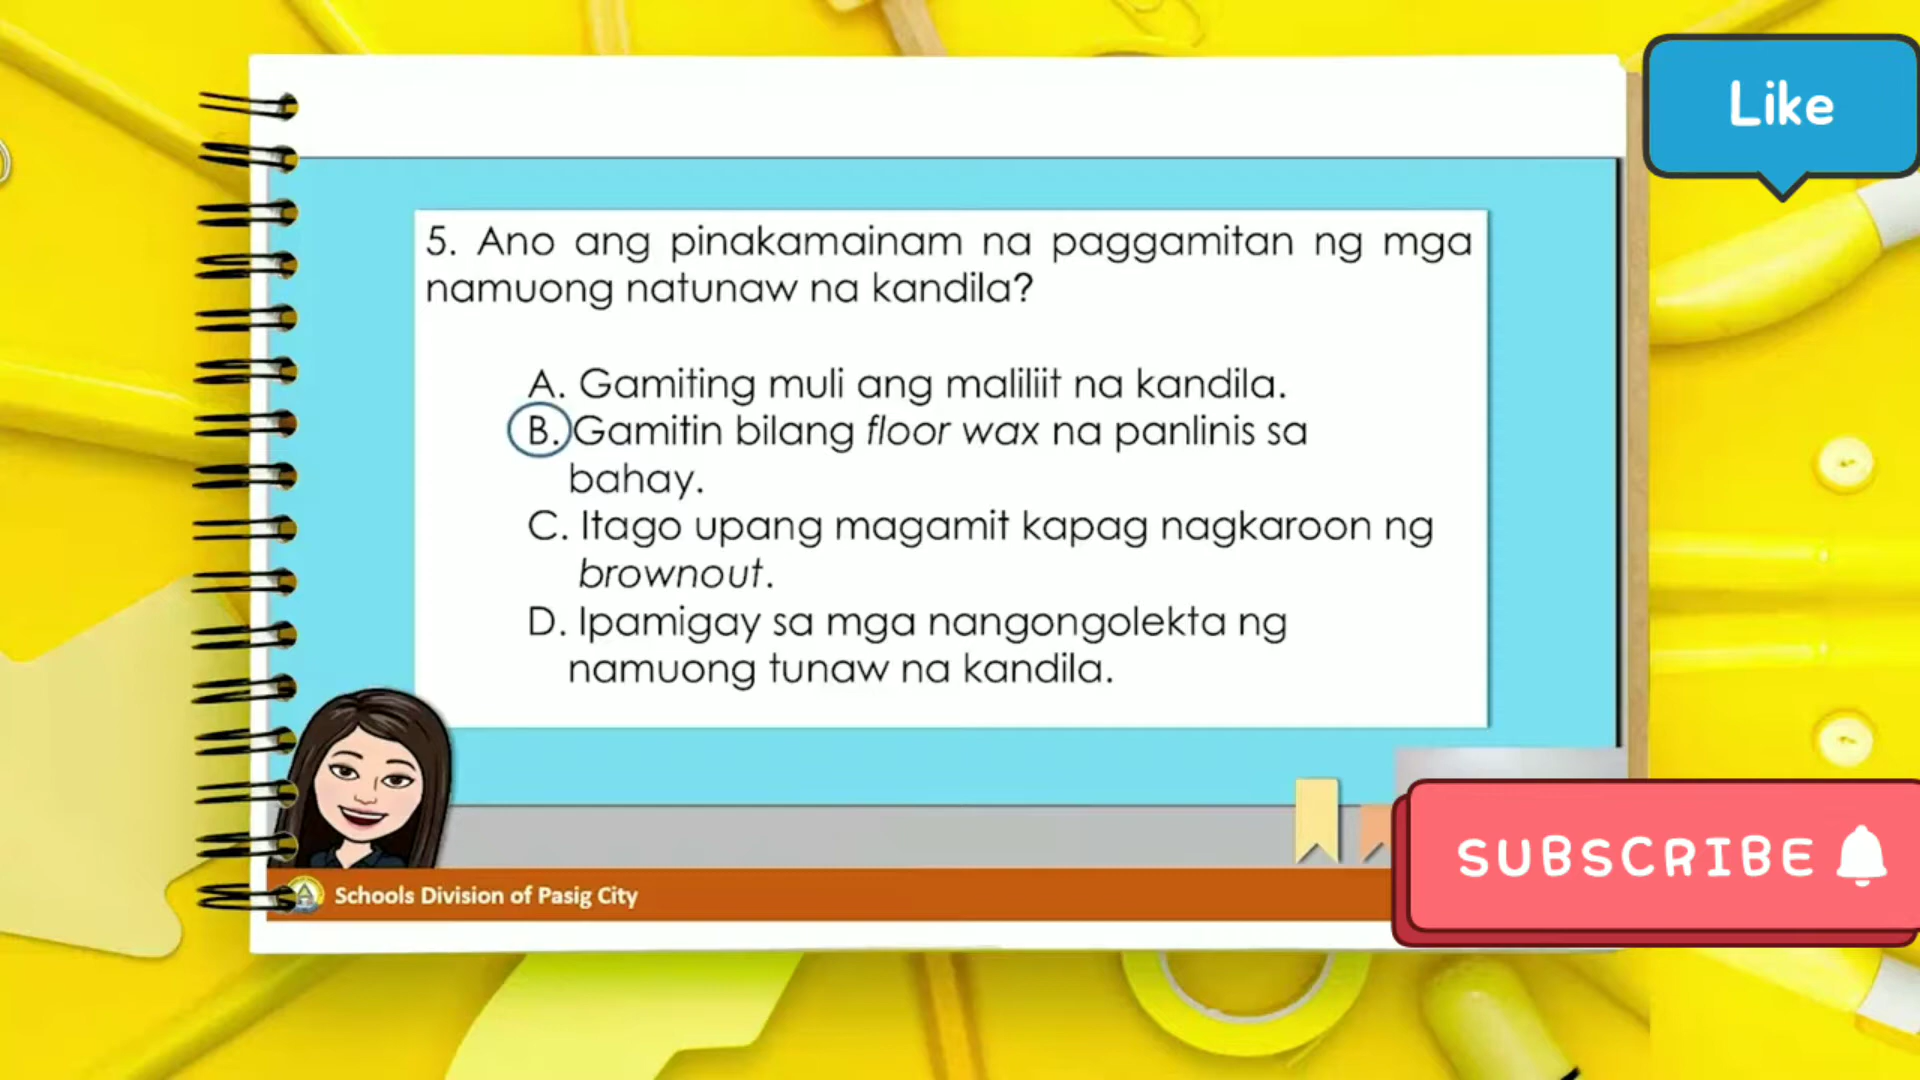 Like
5. Ano ang pinakamainam na paggamitan ng mga
namuong natunaw na kandila?
A. Gamiting muli ang maliliit na kandila.
B. Gamitin bilang floor wax na panlinis sa
bahay.
C. Itago upang magamit kapag nagkaroon ng
brownout.
D. Ipamigay sa mga nangongolekta ng
namuong tunaw na kandila.
SUBSCRIBE
Schools Division of Pasig City